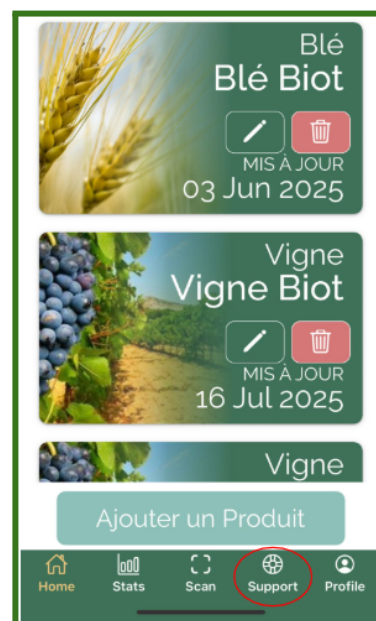 Blé
Blé Biot
MIS À JOUR
03 Jun 2025
Vigne
Vigne Biot
MIS À JOUR
16 Jul 2025
Vigne
Ajouter un Produit
Home Stats Scan Support Profile